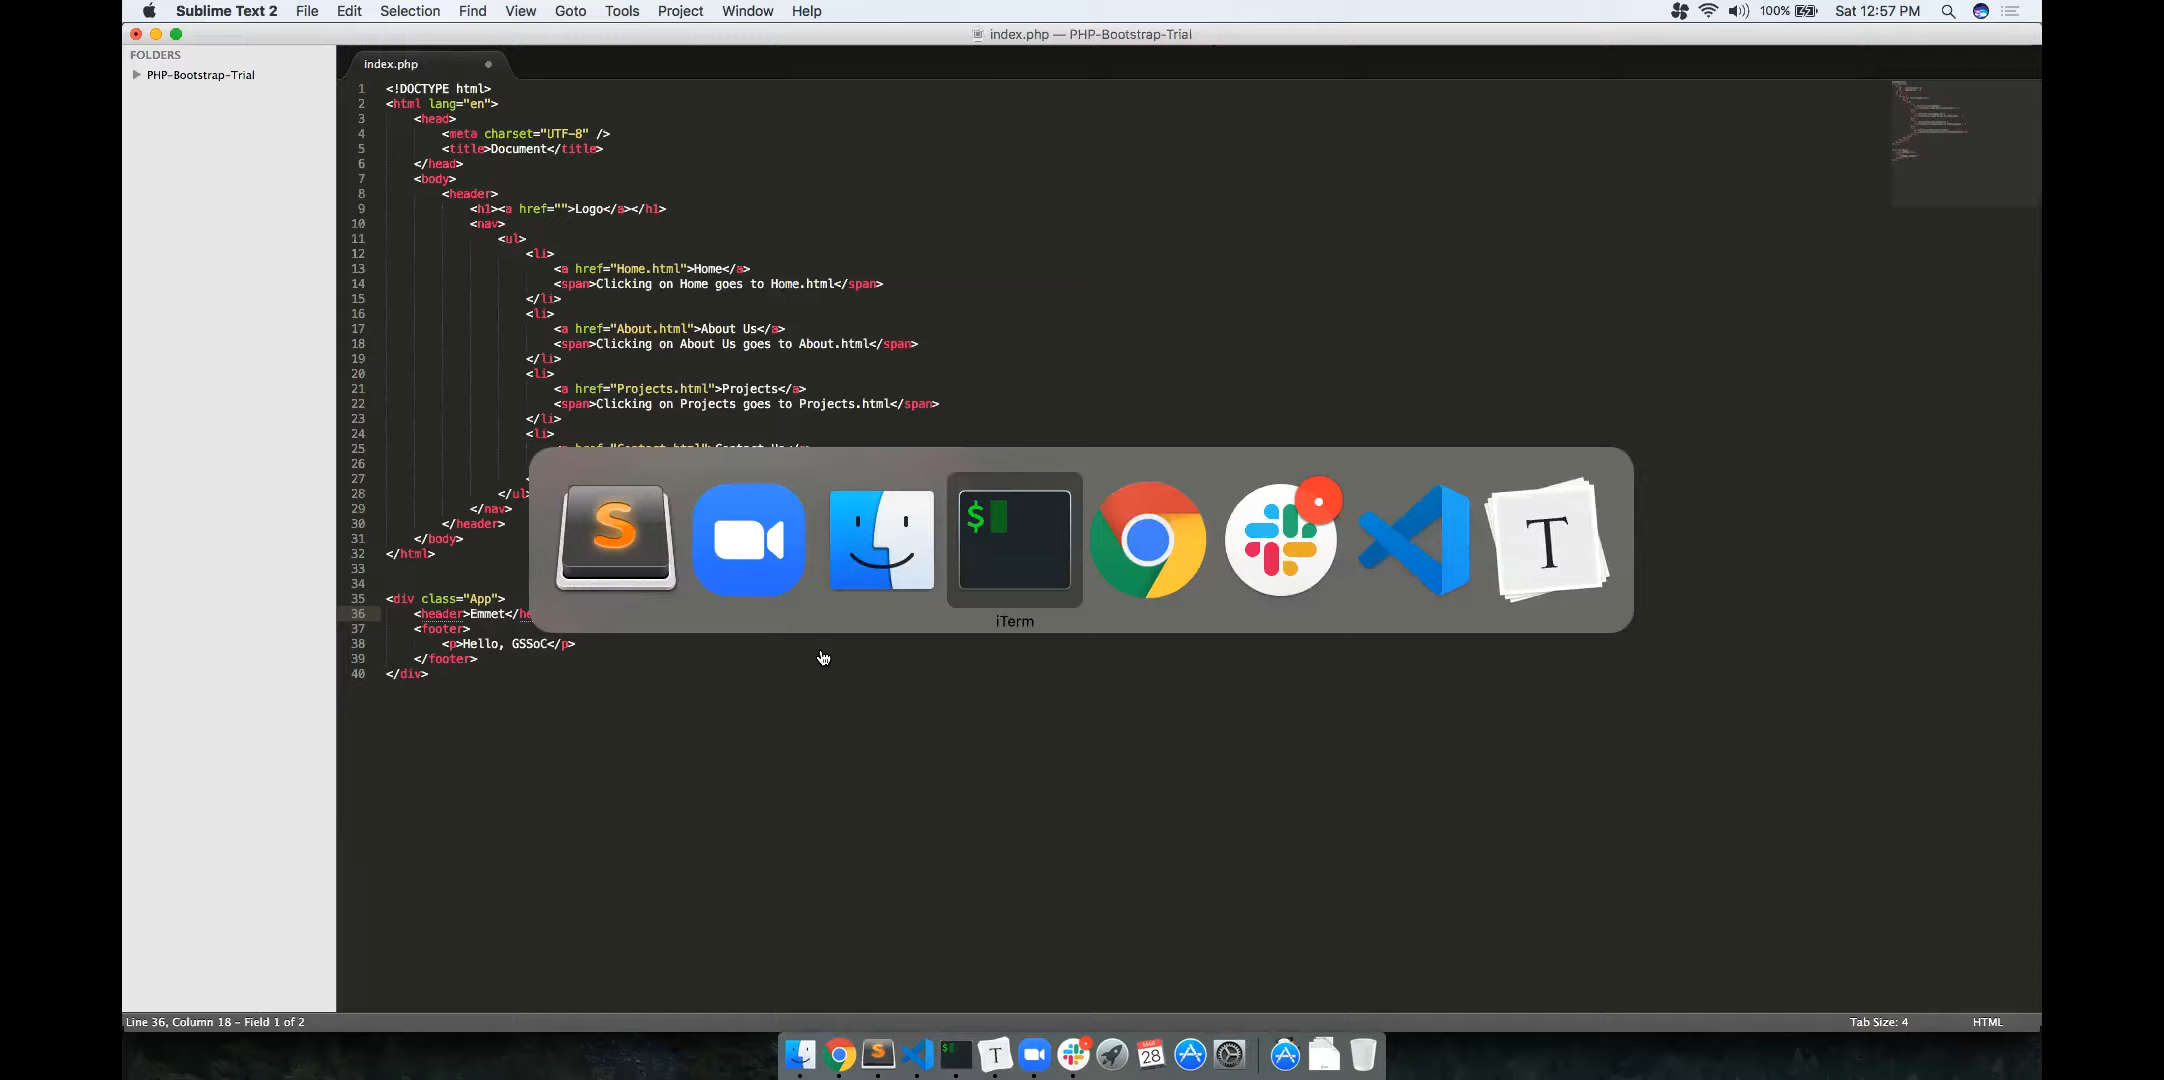 Sublime Text 2 File Edit Selection Find View Goto Tools Project Window Help 100% Sat 12:57 PM
index.php — PHP-Bootstrap-Trial
FOLDERS
PHP-Bootstrap-Trial
index.php
1 <!DOCTYPE html>
2 <html lang="en">
3 <head>
4 <meta charset="UTF-8" />
5 <title>Document</title>
6 </head>
7 <body>
8 <header>
9 <h1><a href="">Logo</a></h1>
10 <nav>
11 <ul>
12 <li>
13 <a href="Home.html">Home</a>
14 <span>Clicking on Home goes to Home.html</span>
15 </li>
16 <li>
17 <a href="About.html">About Us</a>
18 <span>Clicking on About Us goes to About.html</span>
19 </li>
20 <li>
21 <a href="Projects.html">Projects</a>
22 <span>Clicking on Projects goes to Projects.html</span>
23 </li>
24 <li>
25
26
27
28 </ul
29 </nav>
30 </header>
31 </body>
32 </html>
33
34
35 <div class="App">
36 <header>Emmet</he
37 <footer>
38 <p>Hello, GSSoC</p>
39 </footer>
40 </div>
S
$
T
iTerm
Line 36, Column 18 – Field 1 of 2
Tab Size: 4
HTML
S
$
T
MAR
28